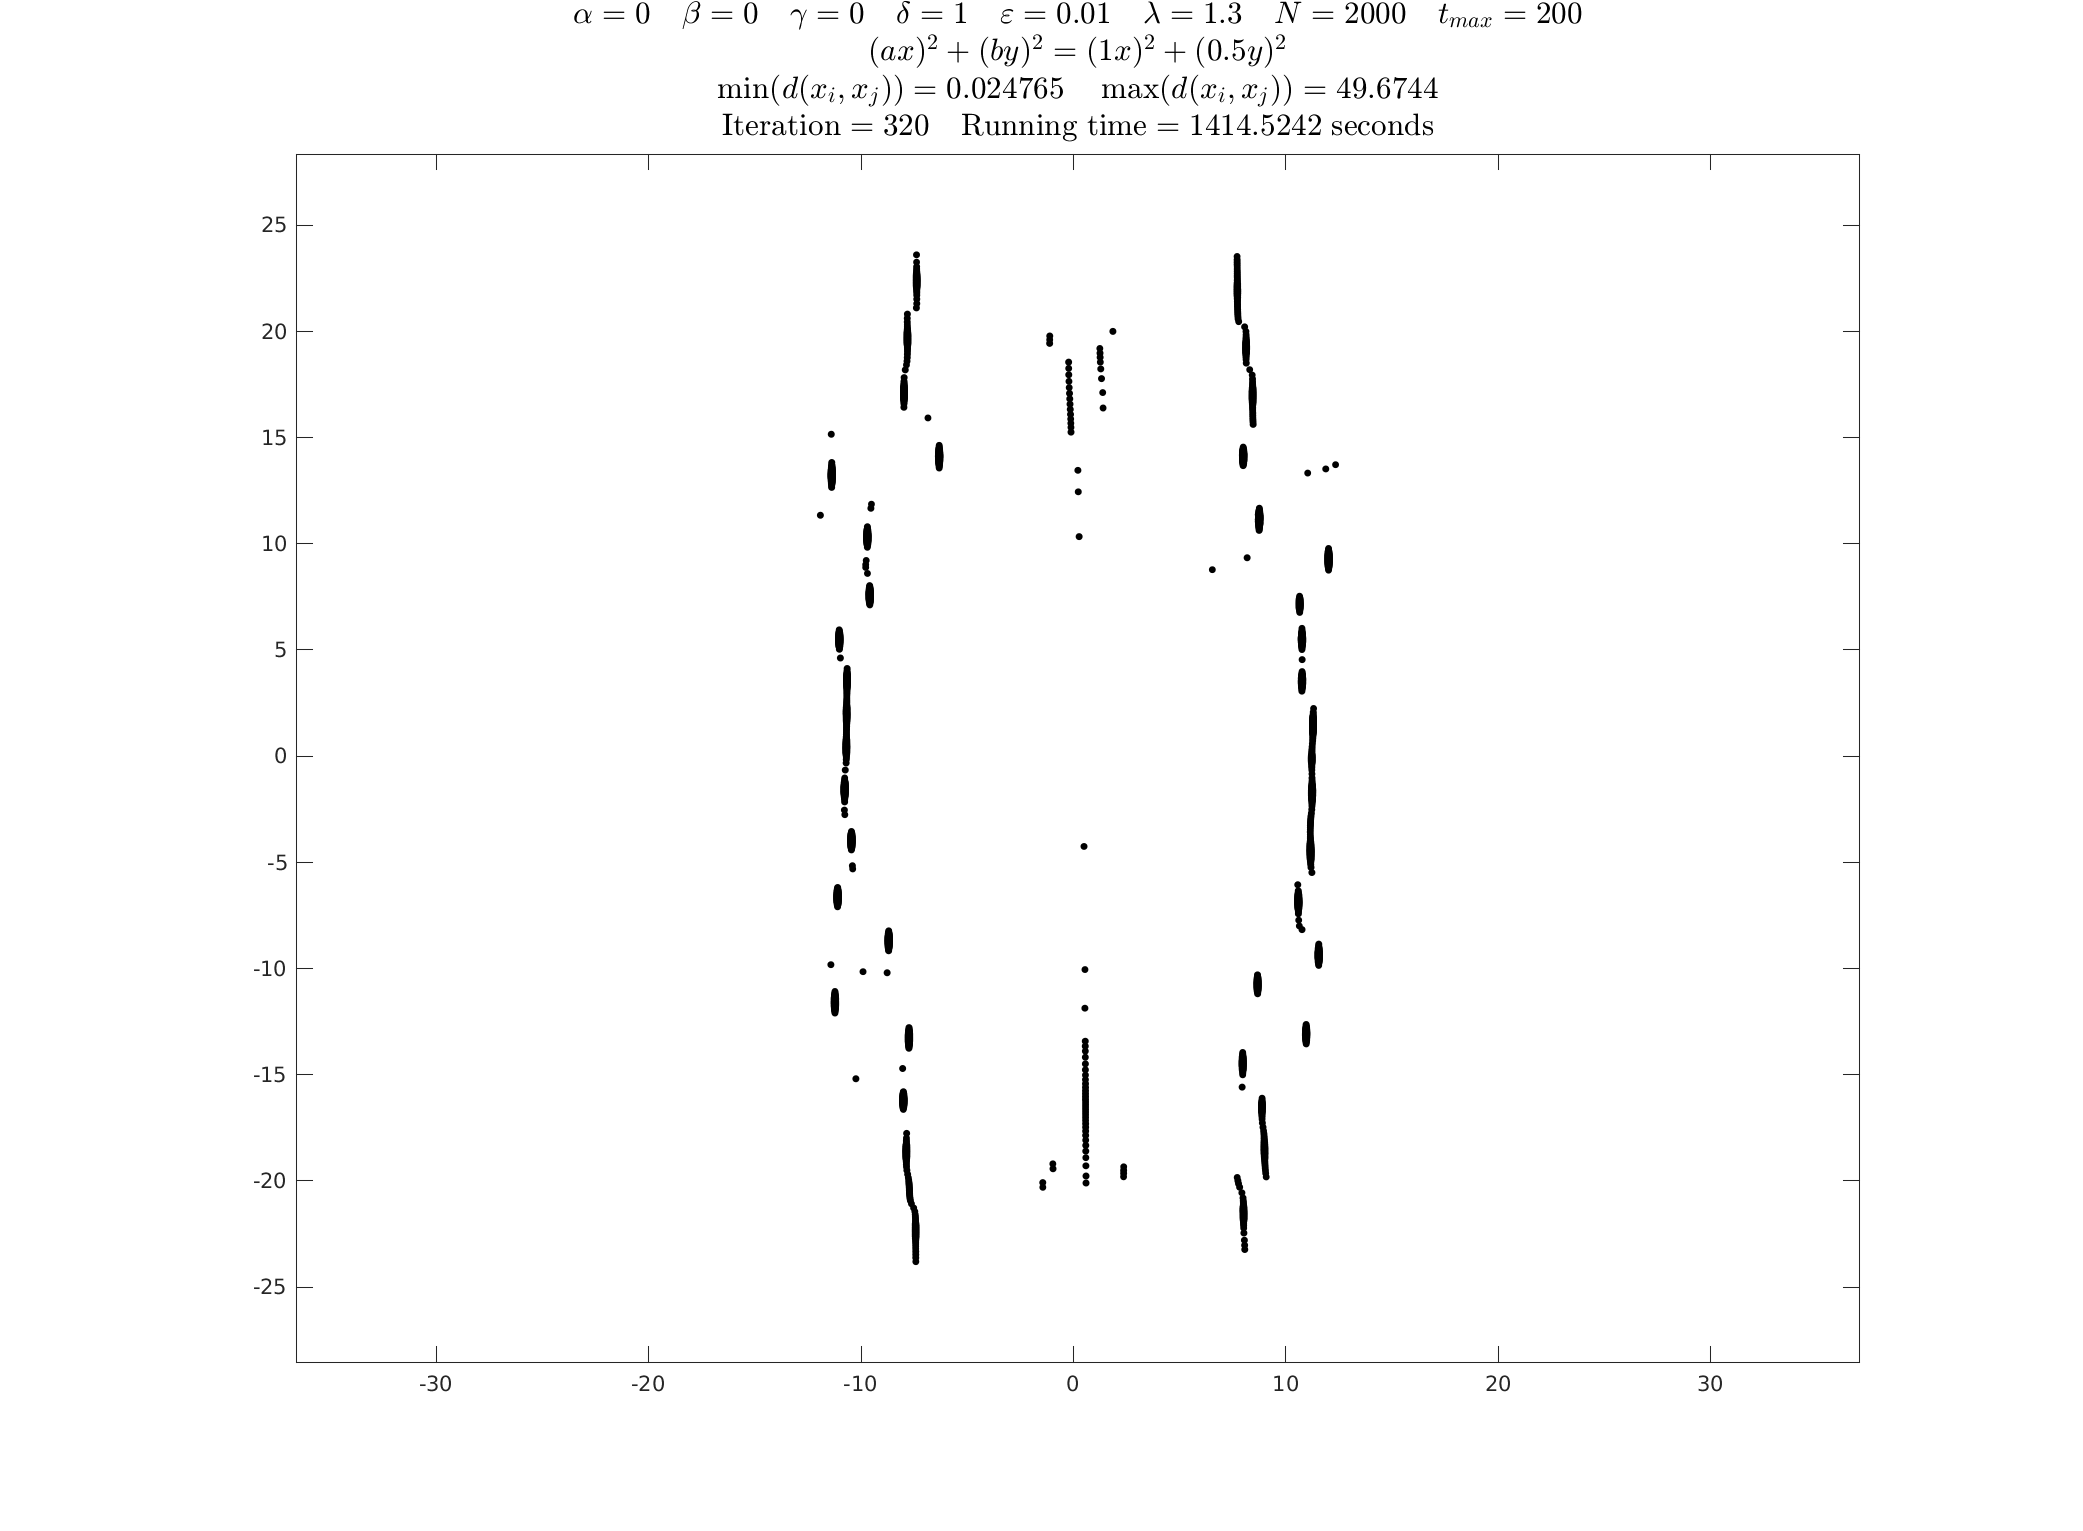 α = 0 β = 0 γ = 0 δ = 1 ε = 0.01 λ = 1.3 N = 2000 t_max = 200
(ax)² + (by)² = (1x)² + (0.5y)²
min(d(x_i, x_j)) = 0.024765 max(d(x_i, x_j)) = 49.6744
Iteration = 320 Running time = 1414.5242 seconds
25
20
15
10
5
0
-5
-10
-15
-20
-25
-30 -20 -10 0 10 20 30